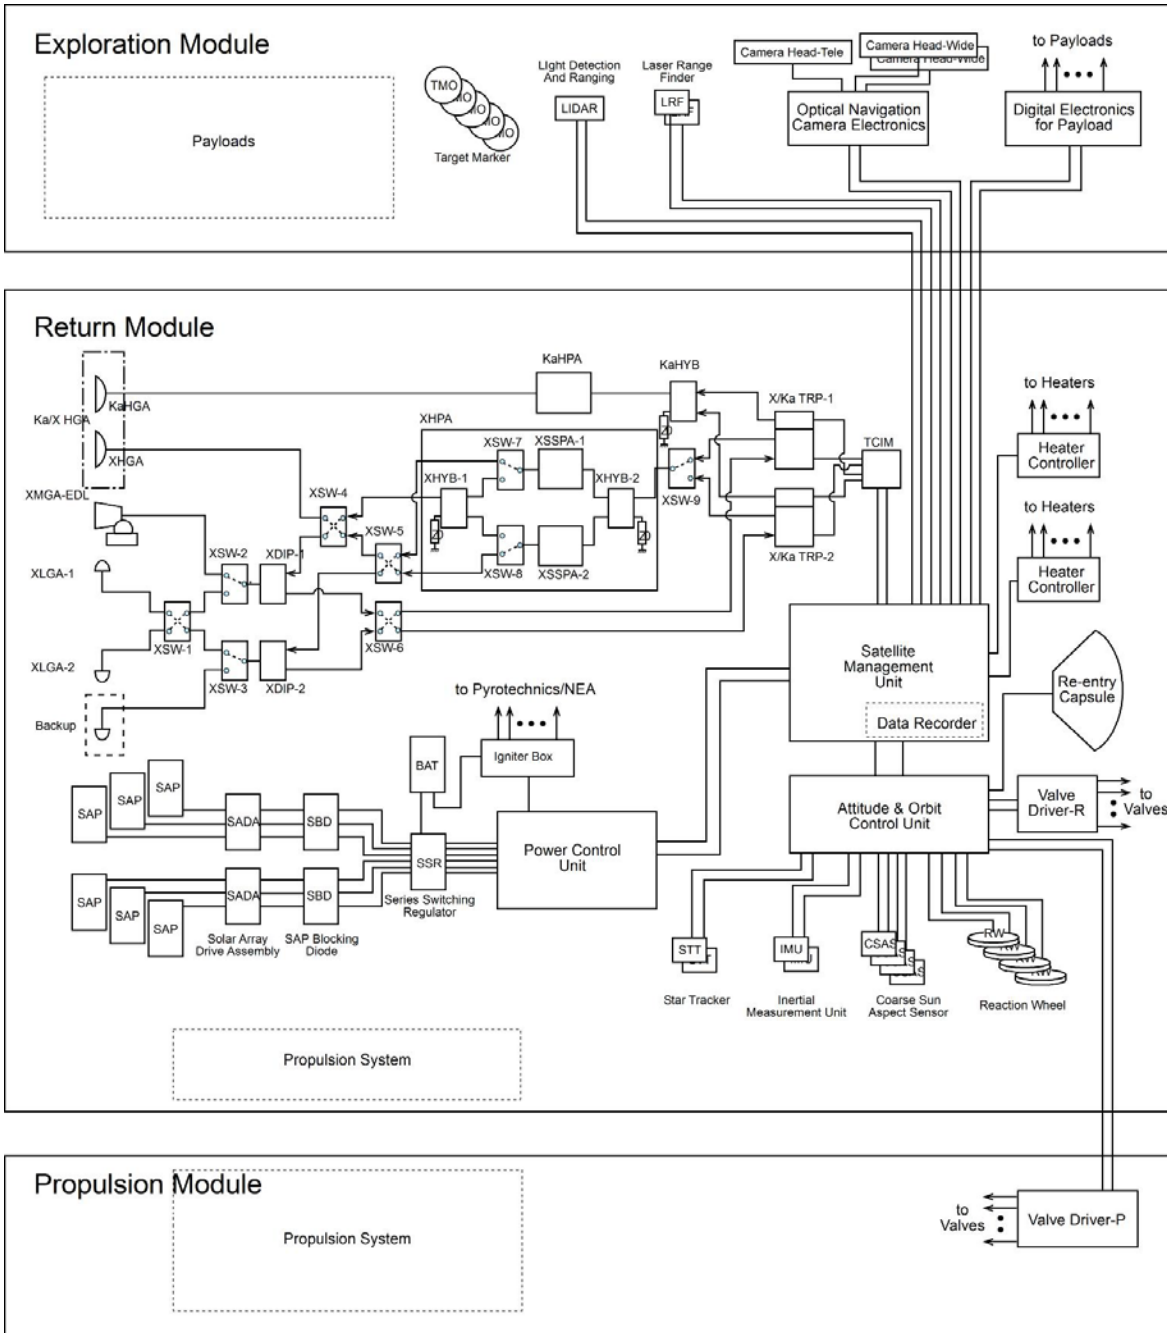 Exploration Module
Payloads
TMO
MO
MO
MO
MO
Target Marker
Light Detection
And Ranging
LIDAR
Laser Range
Finder
LRF
Camera Head-Tele
Camera Head-Wide
Camera Head-Wide
Optical Navigation
Camera Electronics
to Payloads
Digital Electronics
for Payload
Return Module
KaHGA
Ka/X HGA
XHGA
XMGA-EDL
XLGA-1
XLGA-2
Backup
XSW-1
XSW-2
XDIP-1
XSW-3
XDIP-2
XSW-4
XSW-5
XSW-6
KaHPA
KaHYB
XHPA
XSW-7
XSSPA-1
XHYB-1
XHYB-2
XSW-8
XSSPA-2
XSW-9
X/Ka TRP-1
X/Ka TRP-2
TCIM
to Heaters
Heater
Controller
to Heaters
Heater
Controller
Satellite
Management
Unit
Data Recorder
Re-entry
Capsule
to Pyrotechnics/NEA
Igniter Box
BAT
SAP
SAP
SAP
SADA
SBD
SSR
SAP
SAP
SAP
SADA
SBD
Solar Array
Drive Assembly
SAP Blocking
Diode
Series Switching
Regulator
Power Control
Unit
Attitude & Orbit
Control Unit
Valve
Driver-R
to
Valves
STT
Star Tracker
IMU
Inertial
Measurement Unit
CSAS
Coarse Sun
Aspect Sensor
RW
Reaction Wheel
Propulsion System
Propulsion Module
Propulsion System
to
Valves
Valve Driver-P